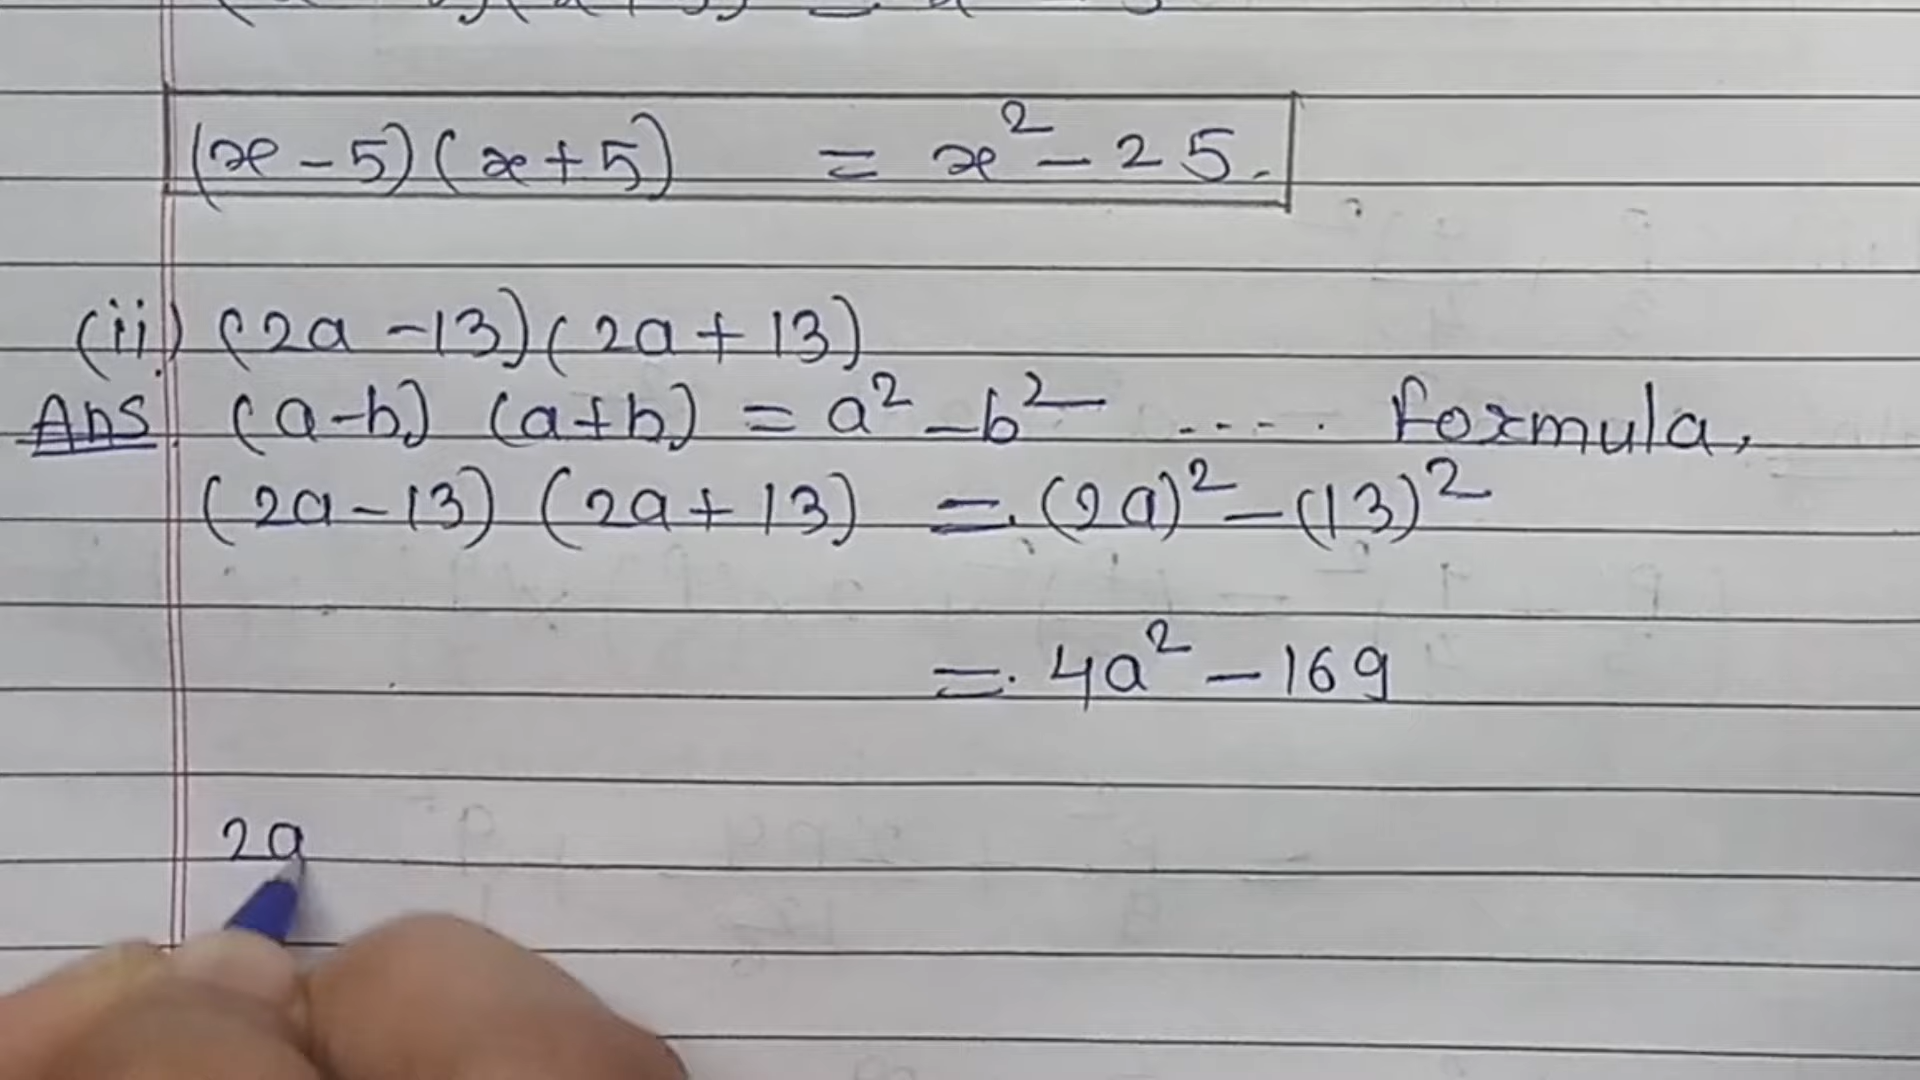 (x - 5) (x + 5) = x² - 25.
(ii) (2a - 13) (2a + 13)
Ans. (a - b) (a + b) = a² - b² .... formula,
(2a - 13) (2a + 13) = (2a)² - (13)²
= 4a² - 169
2a